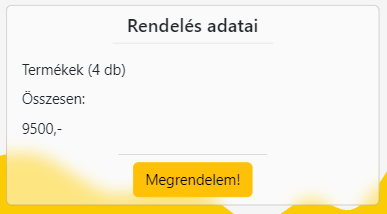 Rendelés adatai
Termékek (4 db)
Összesen:
9500,-
Megrendelem!